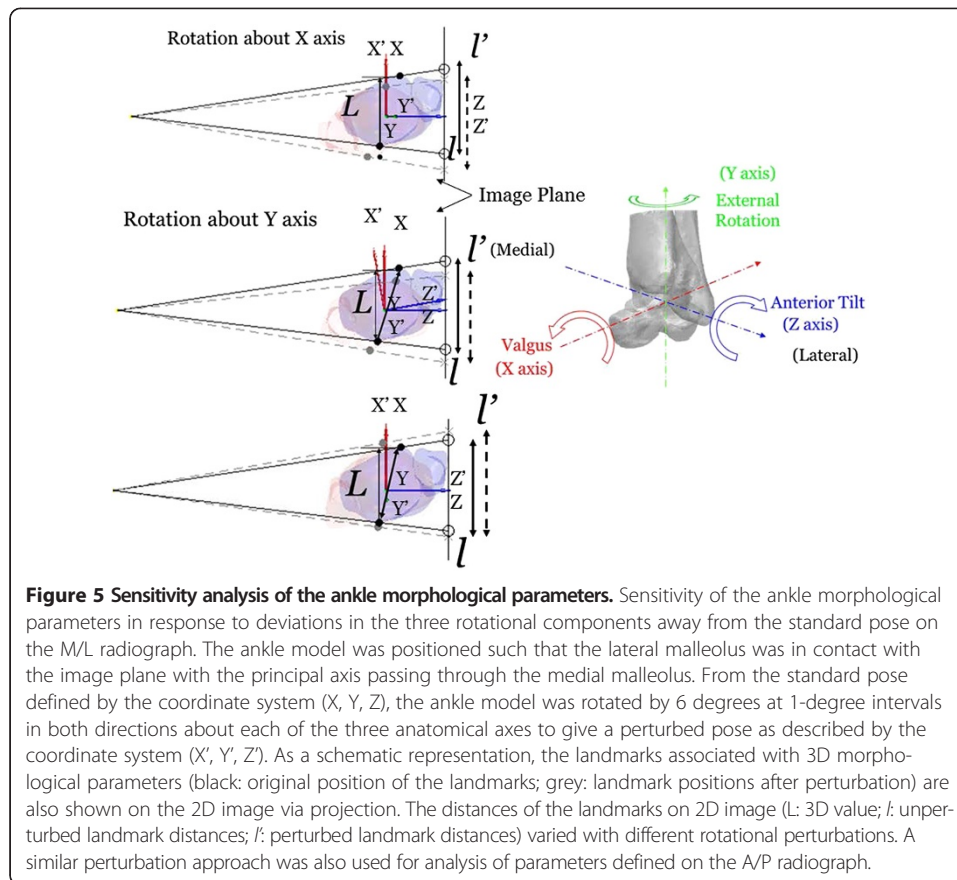 Rotation about X axis
X' X
l'
L
Y'
Y
Z
Z'
l
Image Plane
Rotation about Y axis
X' X
l'
(Medial)
L
Y
Z'
Z
Y'
l
(Y axis)
External
Rotation
Anterior Tilt
(Z axis)
(Lateral)
Valgus
(X axis)
X' X
l'
L
Y
Z'
Y'
Z
l
Figure 5 Sensitivity analysis of the ankle morphological parameters. Sensitivity of the ankle morphological
parameters in response to deviations in the three rotational components away from the standard pose on
the M/L radiograph. The ankle model was positioned such that the lateral malleolus was in contact with
the image plane with the principal axis passing through the medial malleolus. From the standard pose
defined by the coordinate system (X, Y, Z), the ankle model was rotated by 6 degrees at 1-degree intervals
in both directions about each of the three anatomical axes to give a perturbed pose as described by the
coordinate system (X′, Y′, Z′). As a schematic representation, the landmarks associated with 3D morpho-
logical parameters (black: original position of the landmarks; grey: landmark positions after perturbation) are
also shown on the 2D image via projection. The distances of the landmarks on 2D image (L: 3D value; l: unper-
turbed landmark distances; l′: perturbed landmark distances) varied with different rotational perturbations. A
similar perturbation approach was also used for analysis of parameters defined on the A/P radiograph.